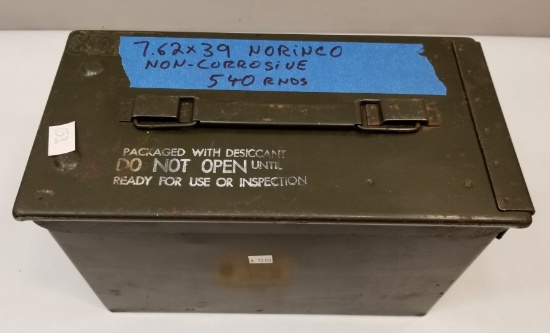 7.62x39 NORINCO
NON-CORROSIVE
540 RNDS
PACKAGED WITH DESICCANT
DO NOT OPEN UNTIL
READY FOR USE OR INSPECTION